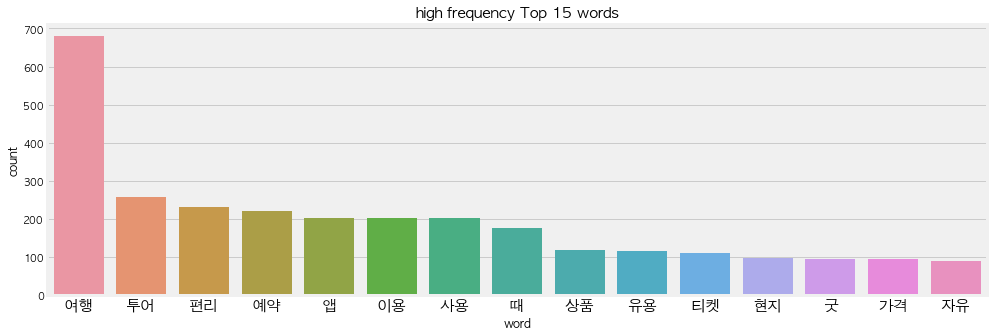 high frequency Top 15 words
count
700
600
500
400
300
200
100
0
여행 투어 편리 예약 앱 이용 사용 때 상품 유용 티켓 현지 굿 가격 자유
word